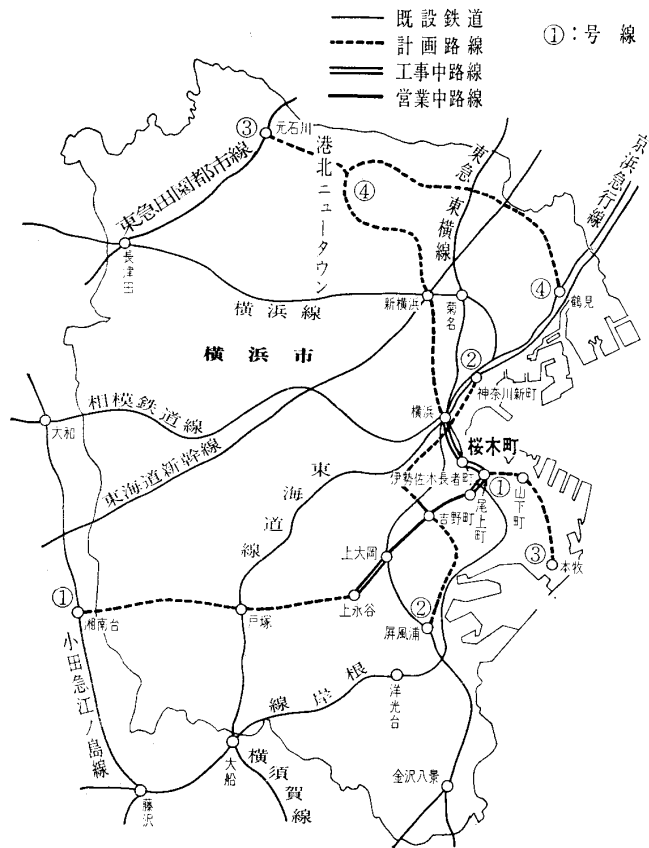 既設鉄道
計画路線
工事中路線
営業中路線
①:号線
③
元石川
港北ニュータウン
④
東急田園都市線
東急東横線
京浜急行線
長津田
横浜線
新横浜
菊名
④
鶴見
横浜市
②
神奈川新町
横浜
相模鉄道線
大和
東海道新幹線
東海道線
桜木町
伊勢佐木長者町
①
尾上町
山下町
吉野町
③
本牧
上大岡
①
湘南台
戸塚
上永谷
②
屏風浦
小田急江ノ島線
根岸線
洋光台
大船
横須賀線
藤沢
金沢八景